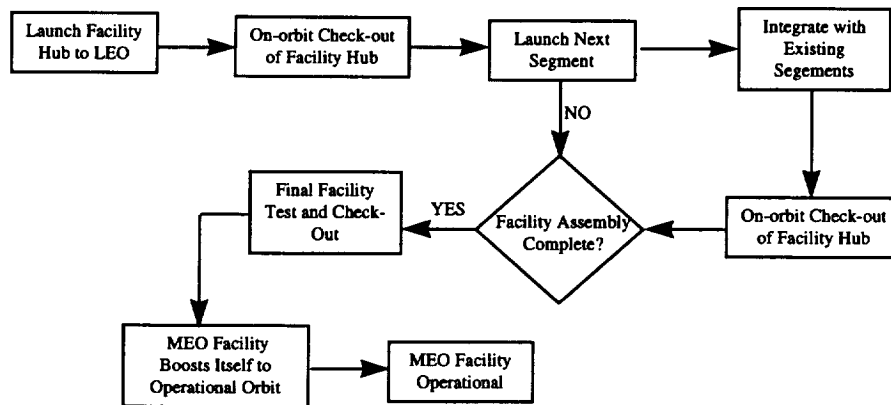 Launch Facility
Hub to LEO
On-orbit Check-out
of Facility Hub
Launch Next
Segment
Integrate with
Existing
Segements
NO
Final Facility
Test and Check-
Out
YES
Facility Assembly
Complete?
On-orbit Check-out
of Facility Hub
MEO Facility
Boosts Itself to
Operational Orbit
MEO Facility
Operational